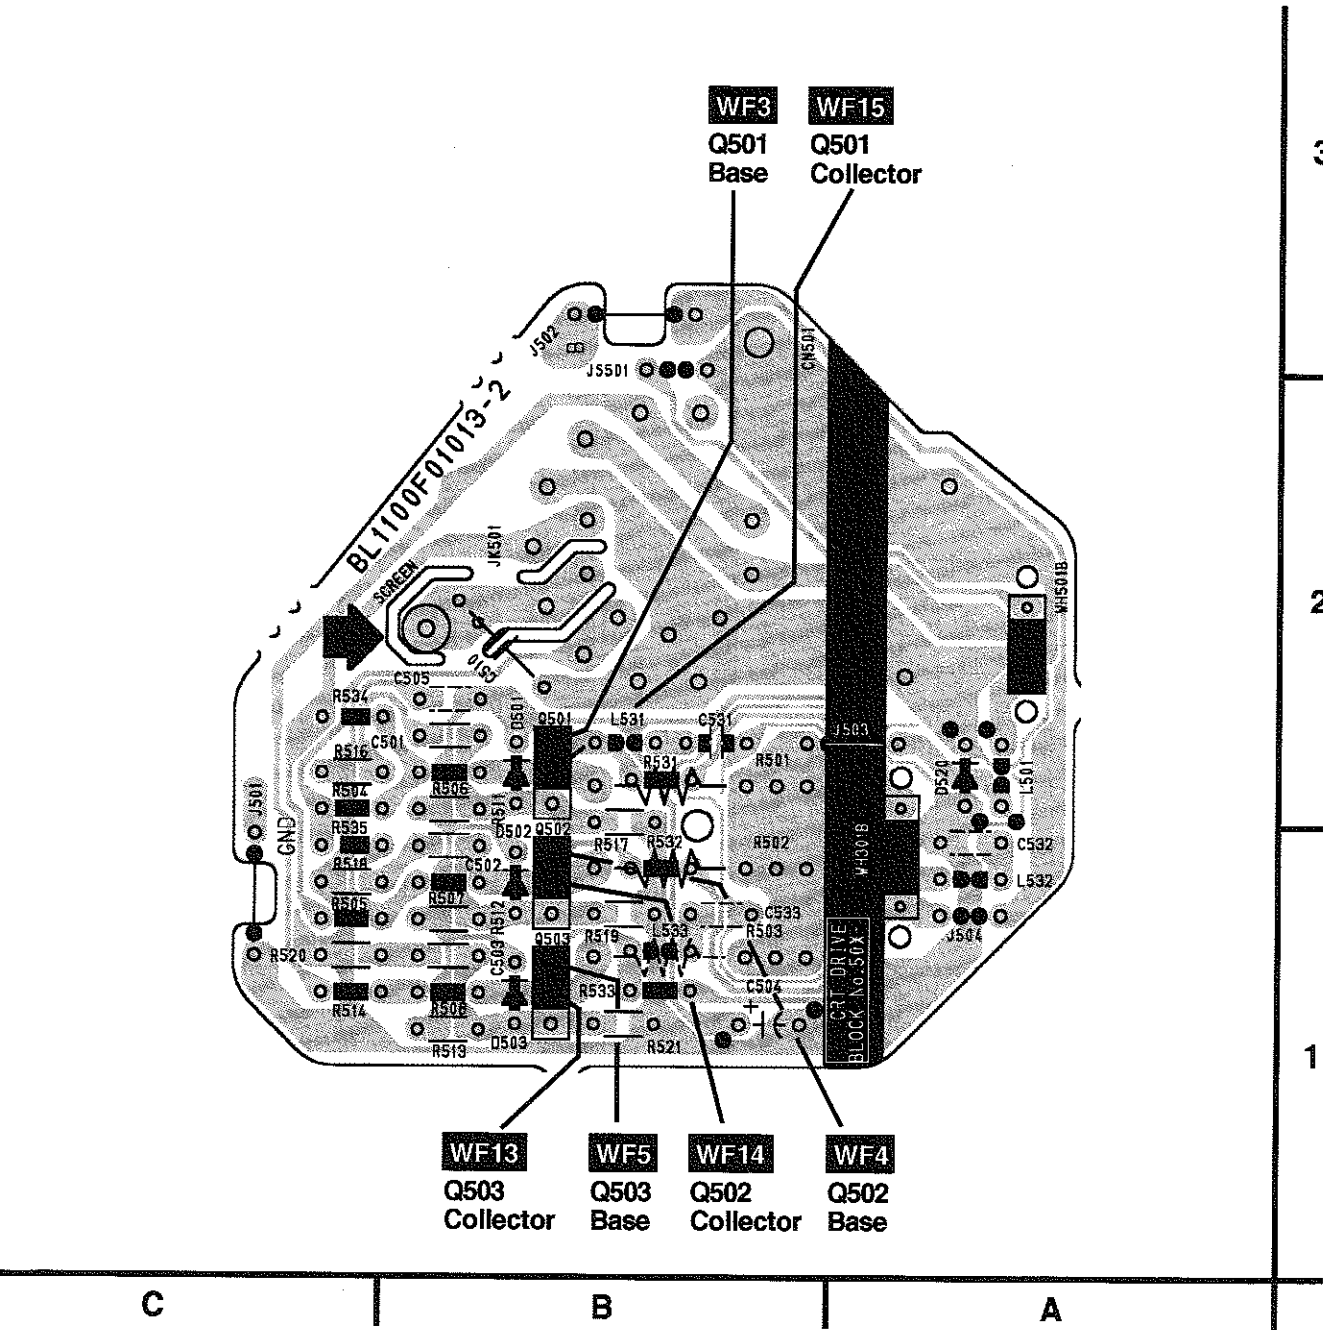 WF3 WF15
Q501 Q501
Base Collector
3
J502
B
JS501
CN501
BL1100F01013-2
JK501
SCREEN
WH501B
2
C510
C505
R534
D501
Q501
L531
C531
J503
C501
R516
R531
R501
D520
L501
R504
R506
R511
J501
GND
R535
D502
Q502
R517
R532
R502
C532
R518
C502
WH301B
L532
R505
R507
R512
C533
R520
C503
Q503
R519
L533
R503
J504
CRT DRIVE
BLOCK No.50X
R514
R508
R533
C504
+
R513
D503
R521
1
WF13 WF5 WF14 WF4
Q503 Q503 Q502 Q502
Collector Base Collector Base
C B A